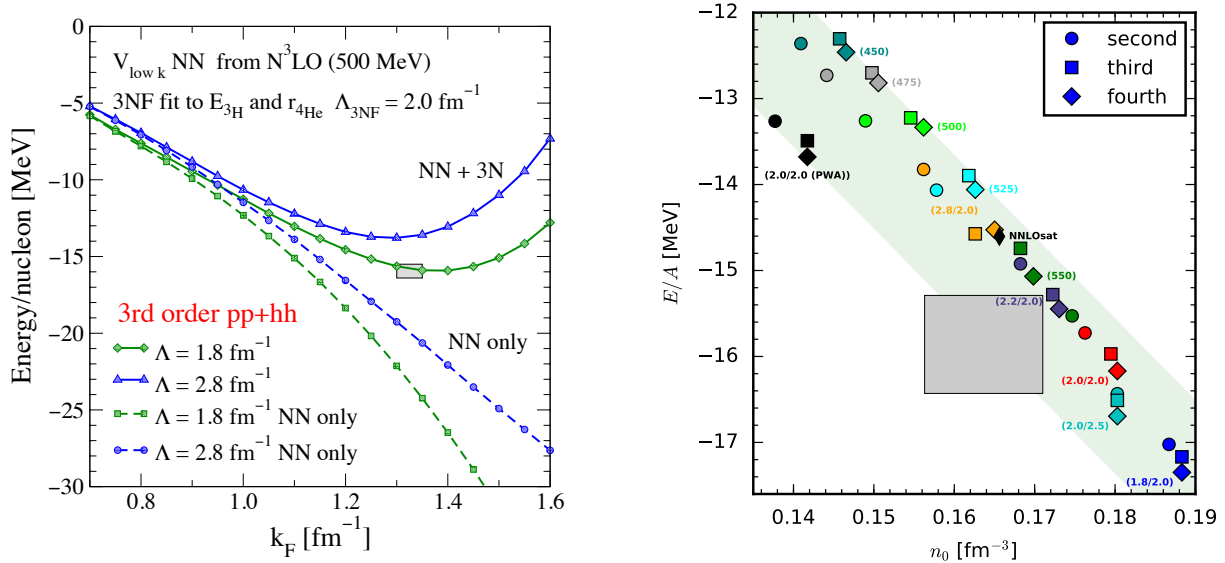 V_low k NN from N³LO (500 MeV)
3NF fit to E_3H and r_4He Λ_3NF = 2.0 fm⁻¹
NN + 3N
NN only
3rd order pp+hh
Λ = 1.8 fm⁻¹
Λ = 2.8 fm⁻¹
Λ = 1.8 fm⁻¹ NN only
Λ = 2.8 fm⁻¹ NN only
Energy/nucleon [MeV]
0
−5
−10
−15
−20
−25
−30
0.8
1.0
1.2
1.4
1.6
k_F [fm⁻¹]
second
third
fourth
(450)
(475)
(500)
(2.0/2.0 (PWA))
(525)
(2.8/2.0)
NNLOsat
(550)
(2.2/2.0)
(2.0/2.0)
(2.0/2.5)
(1.8/2.0)
E/A [MeV]
−12
−13
−14
−15
−16
−17
0.14
0.15
0.16
0.17
0.18
0.19
n₀ [fm⁻³]